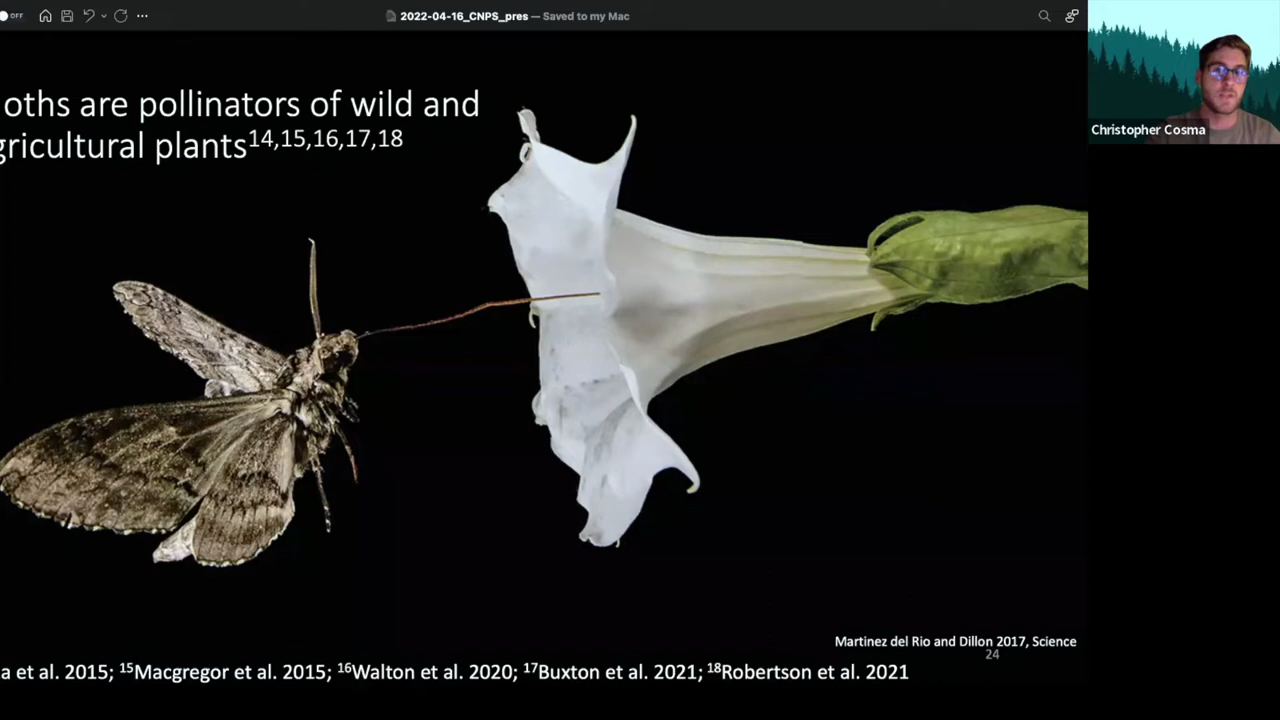 OFF
2022-04-16_CNPS_pres — Saved to my Mac
oths are pollinators of wild and
gricultural plants14,15,16,17,18
Christopher Cosma
Martinez del Rio and Dillon 2017, Science
24
a et al. 2015; 15Macgregor et al. 2015; 16Walton et al. 2020; 17Buxton et al. 2021; 18Robertson et al. 2021